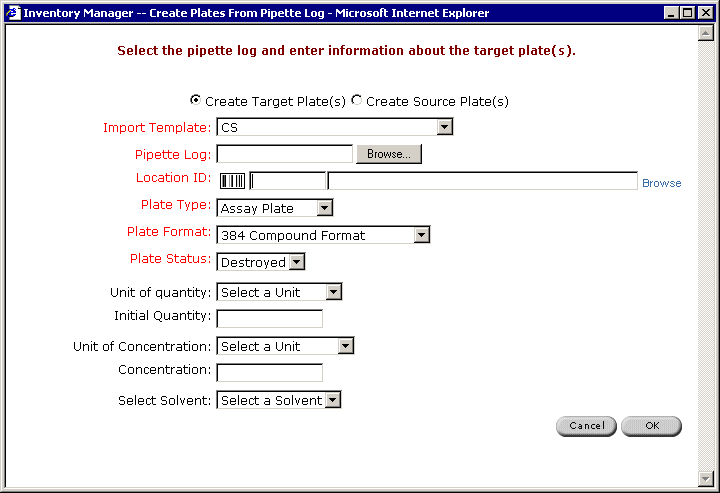 Inventory Manager -- Create Plates From Pipette Log - Microsoft Internet Explorer
Select the pipette log and enter information about the target plate(s).
Create Target Plate(s) Create Source Plate(s)
Import Template: CS
Pipette Log: Browse...
Location ID: Browse
Plate Type: Assay Plate
Plate Format: 384 Compound Format
Plate Status: Destroyed
Unit of quantity: Select a Unit
Initial Quantity:
Unit of Concentration: Select a Unit
Concentration:
Select Solvent: Select a Solvent
Cancel OK